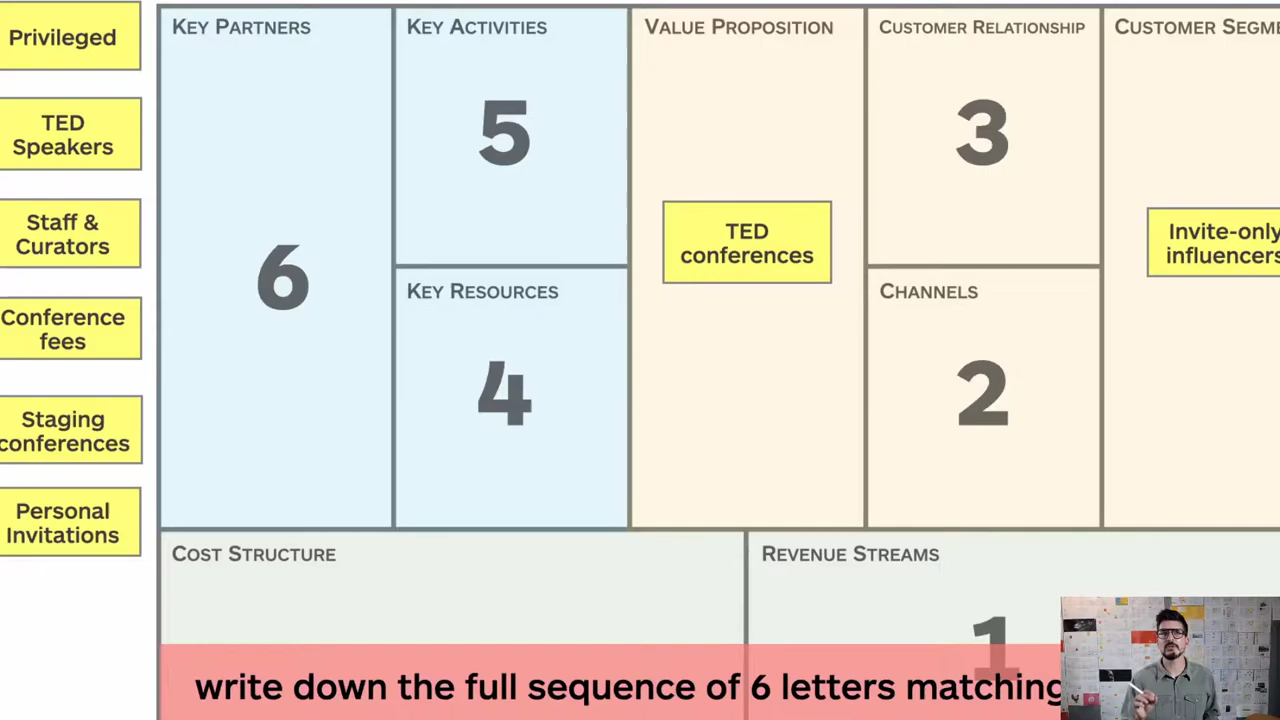 Privileged
TED
Speakers
Staff &
Curators
Conference
fees
Staging
conferences
Personal
Invitations
KEY PARTNERS
6
KEY ACTIVITIES
5
KEY RESOURCES
4
VALUE PROPOSITION
TED
conferences
CUSTOMER RELATIONSHIP
3
CHANNELS
2
CUSTOMER SEGME
Invite-only
influencers
COST STRUCTURE
REVENUE STREAMS
1
write down the full sequence of 6 letters matching